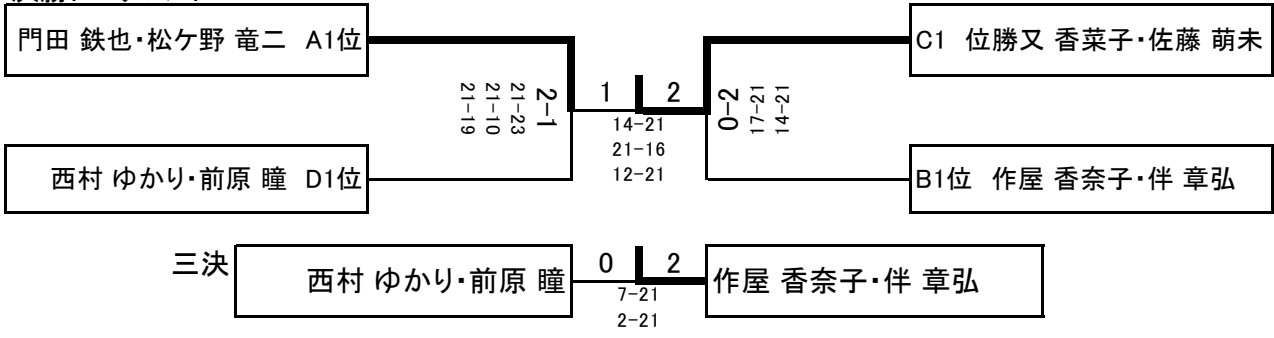 門田 鉄也・松ケ野 竜二 A1位
C1 位勝又 香菜子・佐藤 萌未
2-1
21-23
21-10
21-19
1 2
14-21
21-16
12-21
0-2
17-21
14-21
西村 ゆかり・前原 瞳 D1位
B1位 作屋 香奈子・伴 章弘
三決
西村 ゆかり・前原 瞳
0 2
7-21
2-21
作屋 香奈子・伴 章弘